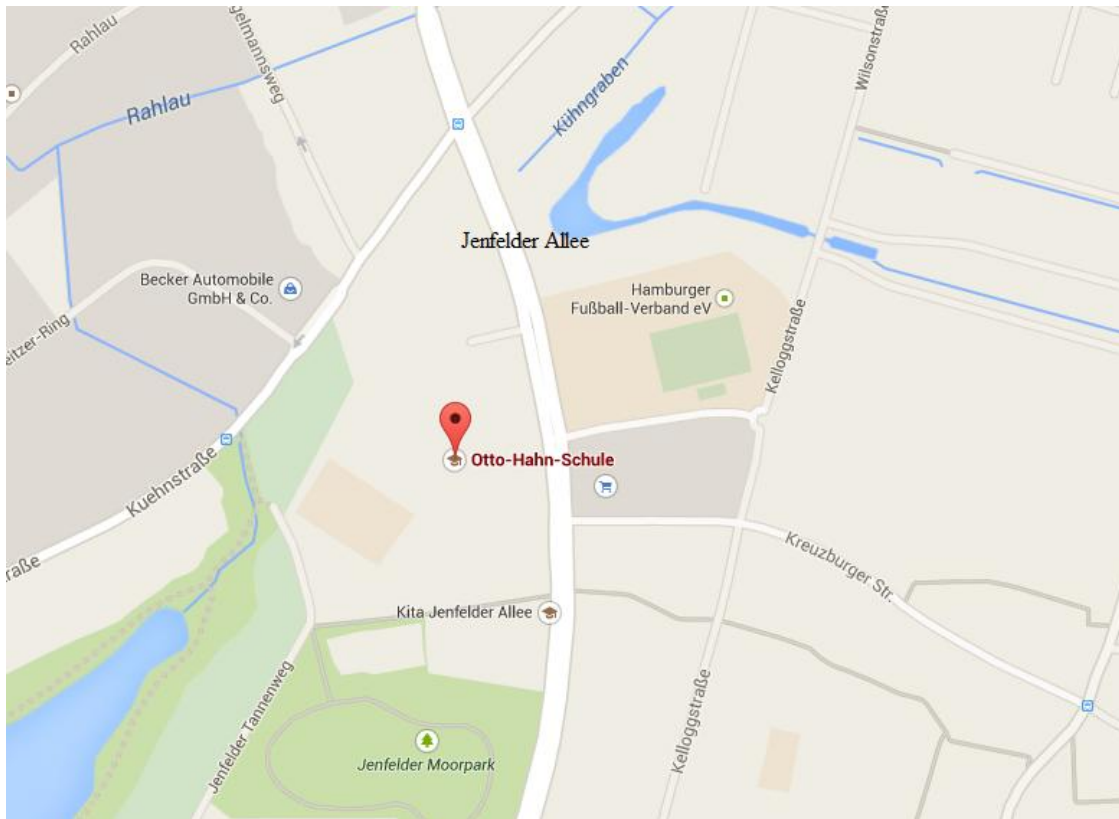 Rahlau
gelmannsweg
Rahlau
Kühngraben
Wilsonstraße
Jenfelder Allee
Becker Automobile
GmbH & Co.
Hamburger
Fußball-Verband eV
eitzer-Ring
Kelloggstraße
Otto-Hahn-Schule
Kuehnstraße
straße
Kreuzburger Str.
Kita Jenfelder Allee
Jenfelder Tannenweg
Kelloggstraße
Jenfelder Moorpark